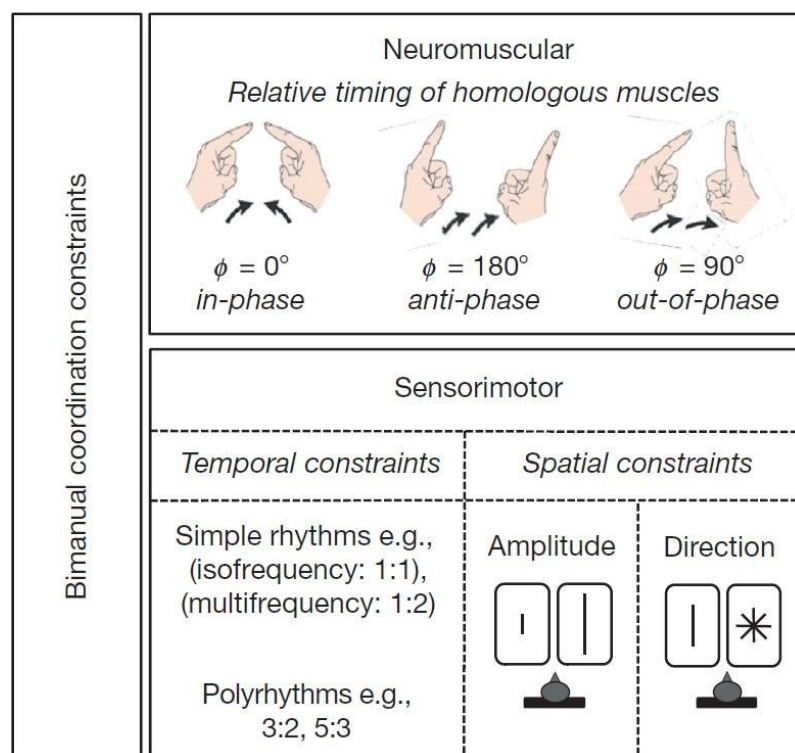 Bimanual coordination constraints
Neuromuscular
Relative timing of homologous muscles
ϕ = 0°
in-phase
ϕ = 180°
anti-phase
ϕ = 90°
out-of-phase
Sensorimotor
Temporal constraints
Spatial constraints
Simple rhythms e.g.,
(isofrequency: 1:1),
(multifrequency: 1:2)
Polyrhythms e.g.,
3:2, 5:3
Amplitude
Direction